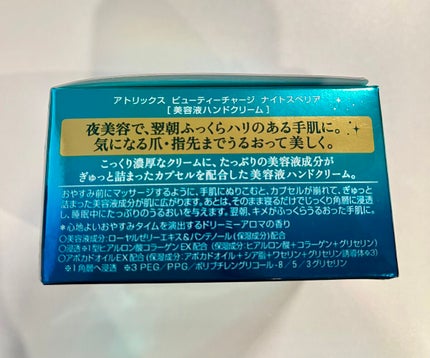 アトリックス ビューティーチャージ ナイトスペリア
[美容液ハンドクリーム]
夜美容で、翌朝ふっくらハリのある手肌に。
気になる爪・指先までうるおって美しく。
こっくり濃厚なクリームに、たっぷりの美容液成分が
ぎゅっと詰まったカプセルを配合した美容液ハンドクリーム。
おやすみ前にマッサージするように、手肌にぬりこむと、カプセルが崩れて、ぎゅっと
詰まった美容液成分が肌に広がります。あとは、そのまま寝るだけでじっくり角層に浸透
し、睡眠中にたっぷりのうるおいを与えます。翌朝、キメがふっくらうるおった手肌に。
＊心地よいおやすみタイムを演出するドリーミーアロマの香り
○美容液成分:ローヤルゼリーエキス&パンテノール(保湿成分)配合
○浸透※1型ヒアルロン酸コラーゲンEX配合(保湿成分:ヒアルロン酸+コラーゲン+グリセリン)
○アボカドオイルEX配合(保湿成分:アボカドオイル+シア脂+ワセリン+グリセリン誘導体※3)
※1角層へ浸透 ※3 PEG/PPG/ポリブチレングリコール-8/5/3グリセリン